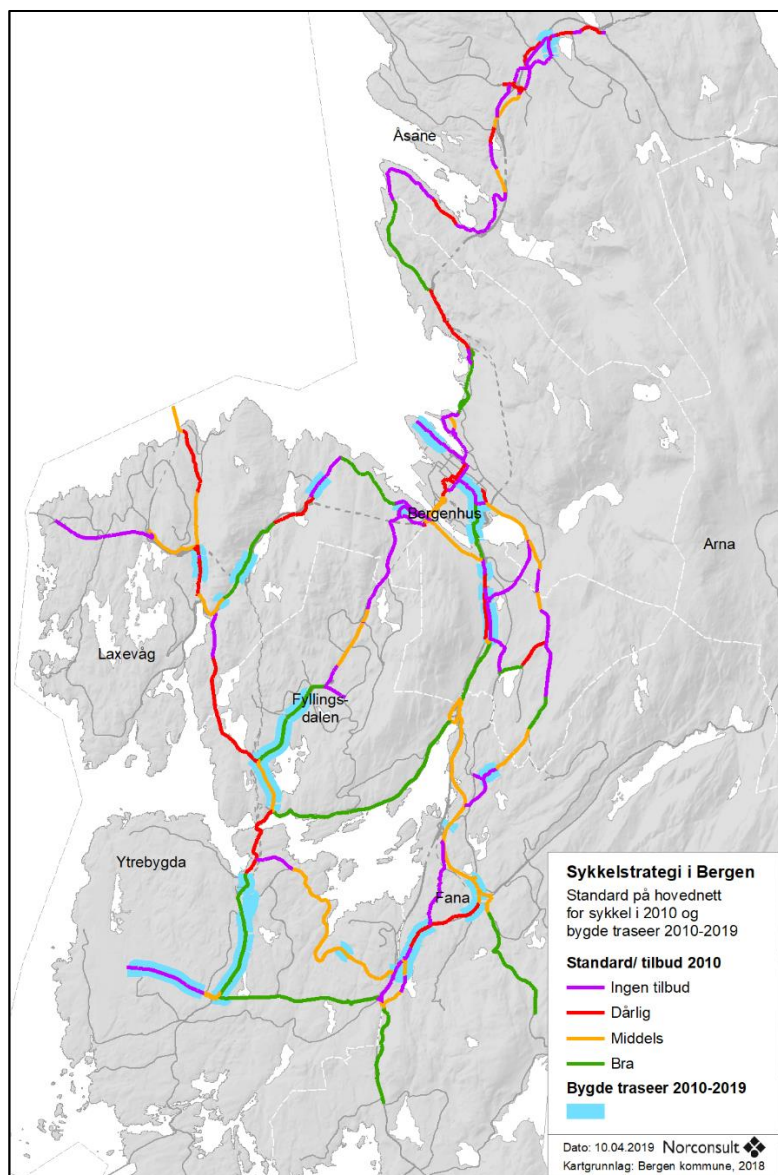 Åsane
Bergenhus
Arna
Laxevåg
Fyllings-
dalen
Ytrebygda
Fana
Sykkelstrategi i Bergen
Standard på hovednett
for sykkel i 2010 og
bygde traseer 2010-2019
Standard/ tilbud 2010
Ingen tilbud
Dårlig
Middels
Bra
Bygde traseer 2010-2019
Dato: 10.04.2019 Norconsult
Kartgrunnlag: Bergen kommune, 2018